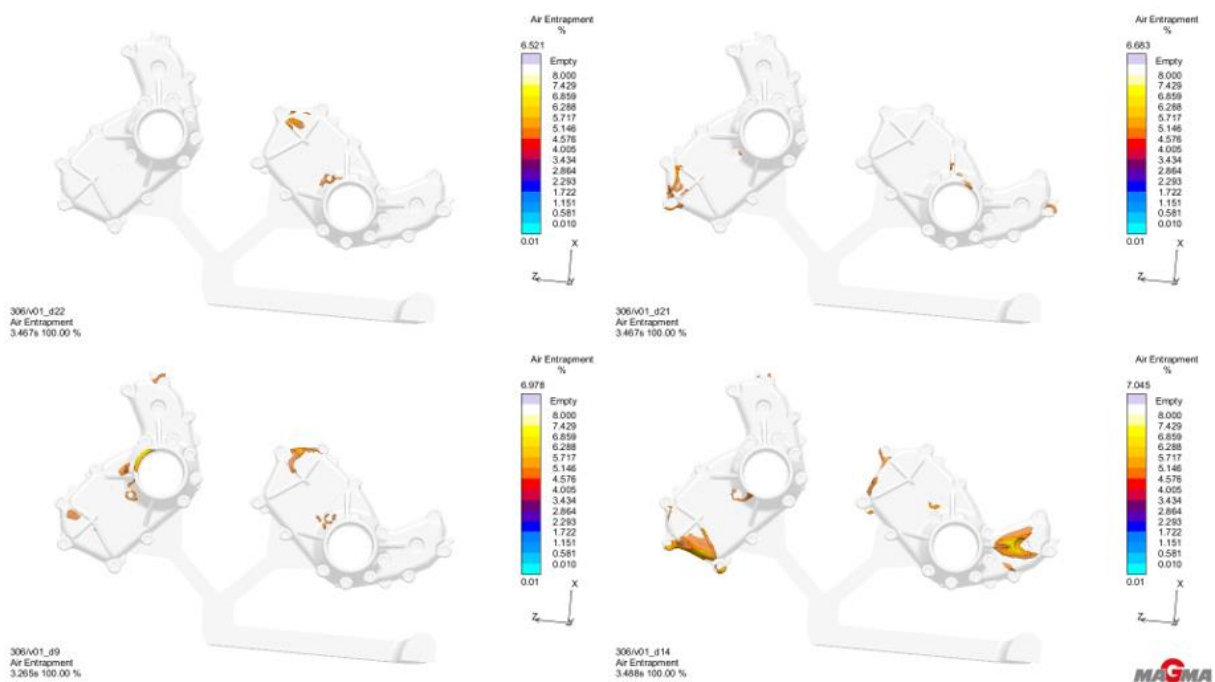 Air Entrapment
%
6.521
Empty
8.000
7.429
6.859
6.288
5.717
5.146
4.576
4.005
3.434
2.864
2.293
1.722
1.151
0.581
0.010
0.01
X
Z
Y
306/v01_d22
Air Entrapment
3.467s 100.00 %
Air Entrapment
%
6.683
Empty
8.000
7.429
6.859
6.288
5.717
5.146
4.576
4.005
3.434
2.864
2.293
1.722
1.151
0.581
0.010
0.01
X
Z
Y
306/v01_d21
Air Entrapment
3.467s 100.00 %
Air Entrapment
%
6.978
Empty
8.000
7.429
6.859
6.288
5.717
5.146
4.576
4.005
3.434
2.864
2.293
1.722
1.151
0.581
0.010
0.01
X
Z
Y
306/v01_d9
Air Entrapment
3.265s 100.00 %
Air Entrapment
%
7.045
Empty
8.000
7.429
6.859
6.288
5.717
5.146
4.576
4.005
3.434
2.864
2.293
1.722
1.151
0.581
0.010
0.01
X
Z
Y
306/v01_d14
Air Entrapment
3.488s 100.00 %
MAGMA